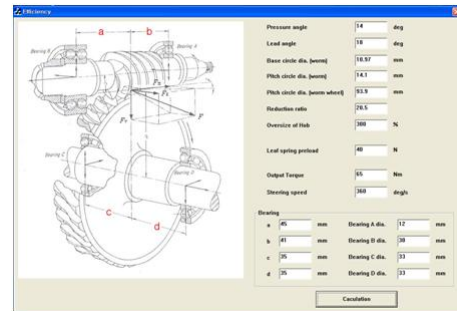 Efficiency
a
b
Bearing B
Bearing A
Bearing C
Bearing D
c
d
Pressure angle 14 deg
Lead angle 18 deg
Base circle dia. (worm) 10.97 mm
Pitch circle dia. (worm) 14.1 mm
Pitch circle dia. (worm wheel) 93.9 mm
Reduction ratio 20.5
Oversize of Hob 300 %
Leaf spring preload 40 N
Output Torque 65 Nm
Steering speed 360 deg/s
Bearing
a 45 mm Bearing A dia. 12 mm
b 41 mm Bearing B dia. 30 mm
c 35 mm Bearing C dia. 33 mm
d 35 mm Bearing D dia. 33 mm
Caculation